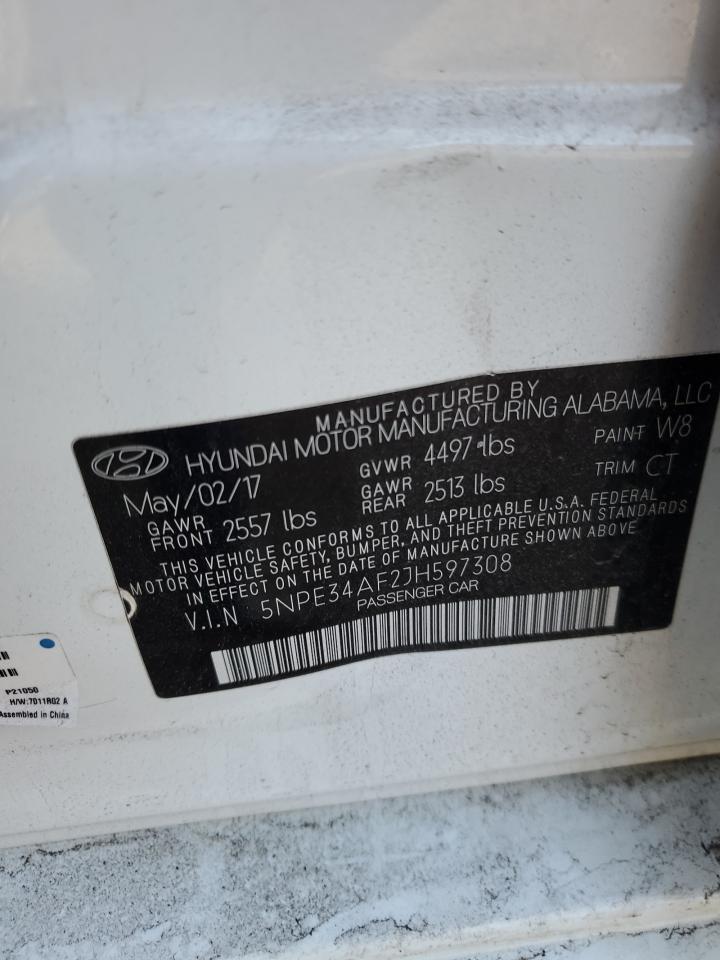 MANUFACTURED BY
HYUNDAI MOTOR MANUFACTURING ALABAMA, LLC
May/02/17 GVWR 4497 lbs PAINT W8
GAWR FRONT 2557 lbs GAWR REAR 2513 lbs TRIM CT
THIS VEHICLE CONFORMS TO ALL APPLICABLE U.S.A. FEDERAL
MOTOR VEHICLE SAFETY, BUMPER, AND THEFT PREVENTION STANDARDS
IN EFFECT ON THE DATE OF MANUFACTURE SHOWN ABOVE
V.I.N 5NPE34AF2JH597308
PASSENGER CAR
P21050
H/W:7D11R02 A
Assembled in China